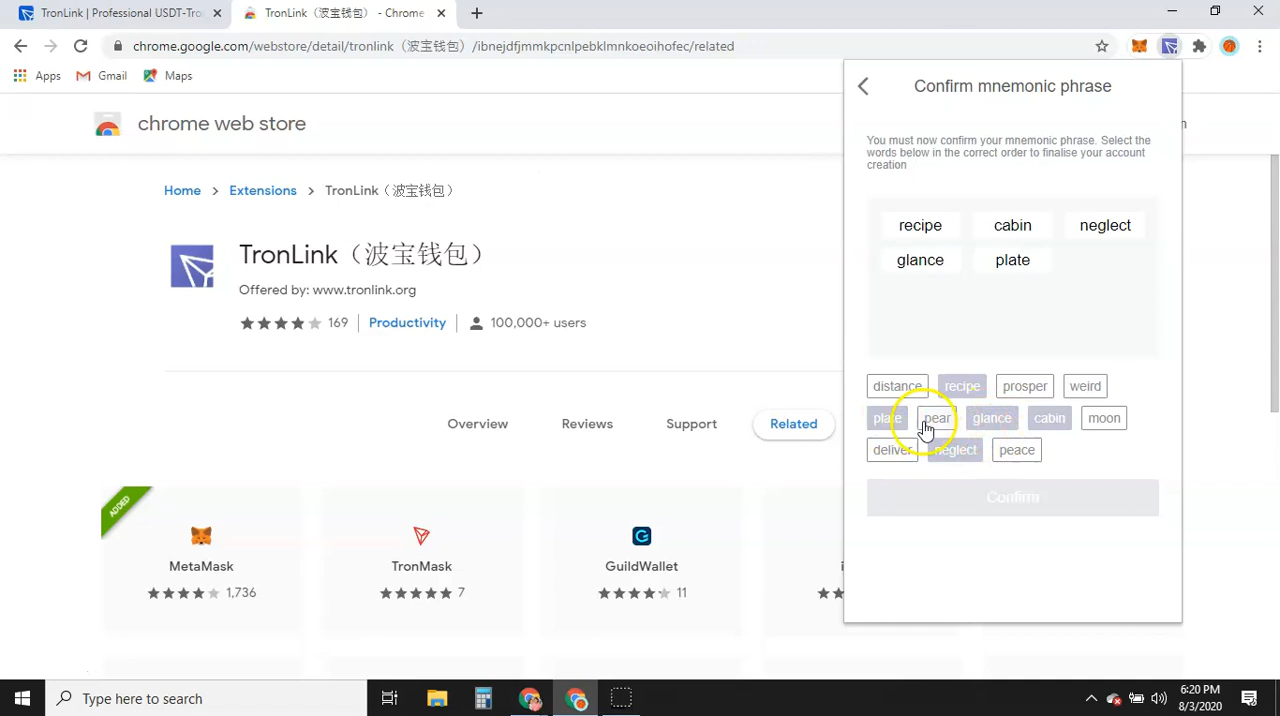 TronLink | Professional USDT-Tro
TronLink（波宝钱包） - Chrome
chrome.google.com/webstore/detail/tronlink（波宝钱包）/ibnejdfjmmkpcnlpebklmnkoeoihofec/related
Apps Gmail Maps
chrome web store
Home > Extensions > TronLink（波宝钱包）
TronLink（波宝钱包）
Offered by: www.tronlink.org
169 Productivity 100,000+ users
Overview Reviews Support Related
ADDED
MetaMask
1,736
TronMask
7
GuildWallet
11
Confirm mnemonic phrase
You must now confirm your mnemonic phrase. Select the
words below in the correct order to finalise your account
creation
recipe cabin neglect
glance plate
distance recipe prosper weird
plate pear glance cabin moon
deliver neglect peace
Confirm
Type here to search
6:20 PM
8/3/2020